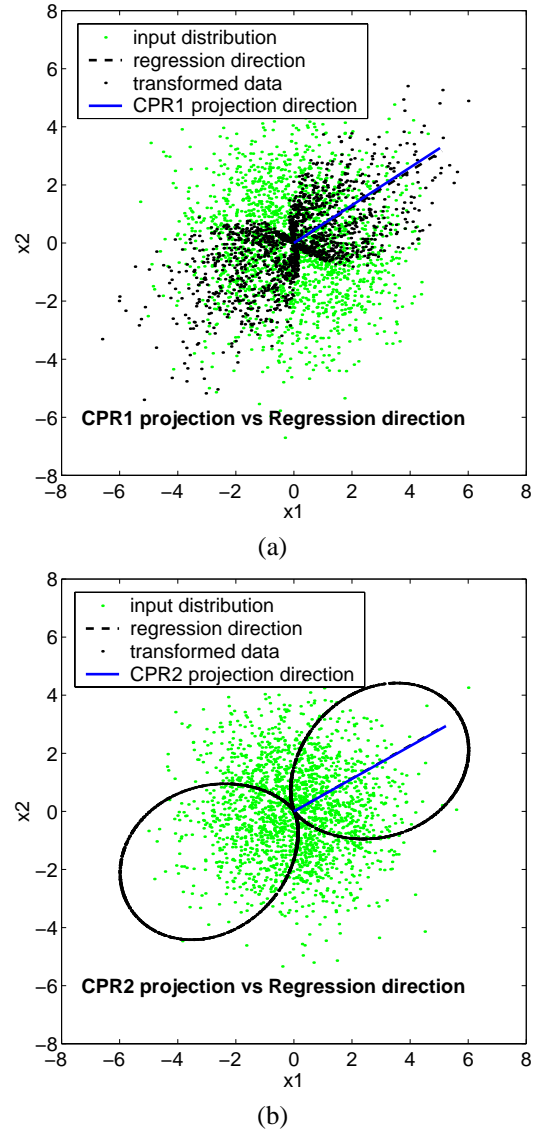 8
input distribution
regression direction
transformed data
CPR1 projection direction
6
4
2
0
−2
−4
−6
−8
x2
CPR1 projection vs Regression direction
−8 −6 −4 −2 0 2 4 6 8
x1
(a)
8
input distribution
regression direction
transformed data
CPR2 projection direction
6
4
2
0
−2
−4
−6
−8
x2
CPR2 projection vs Regression direction
−8 −6 −4 −2 0 2 4 6 8
x1
(b)